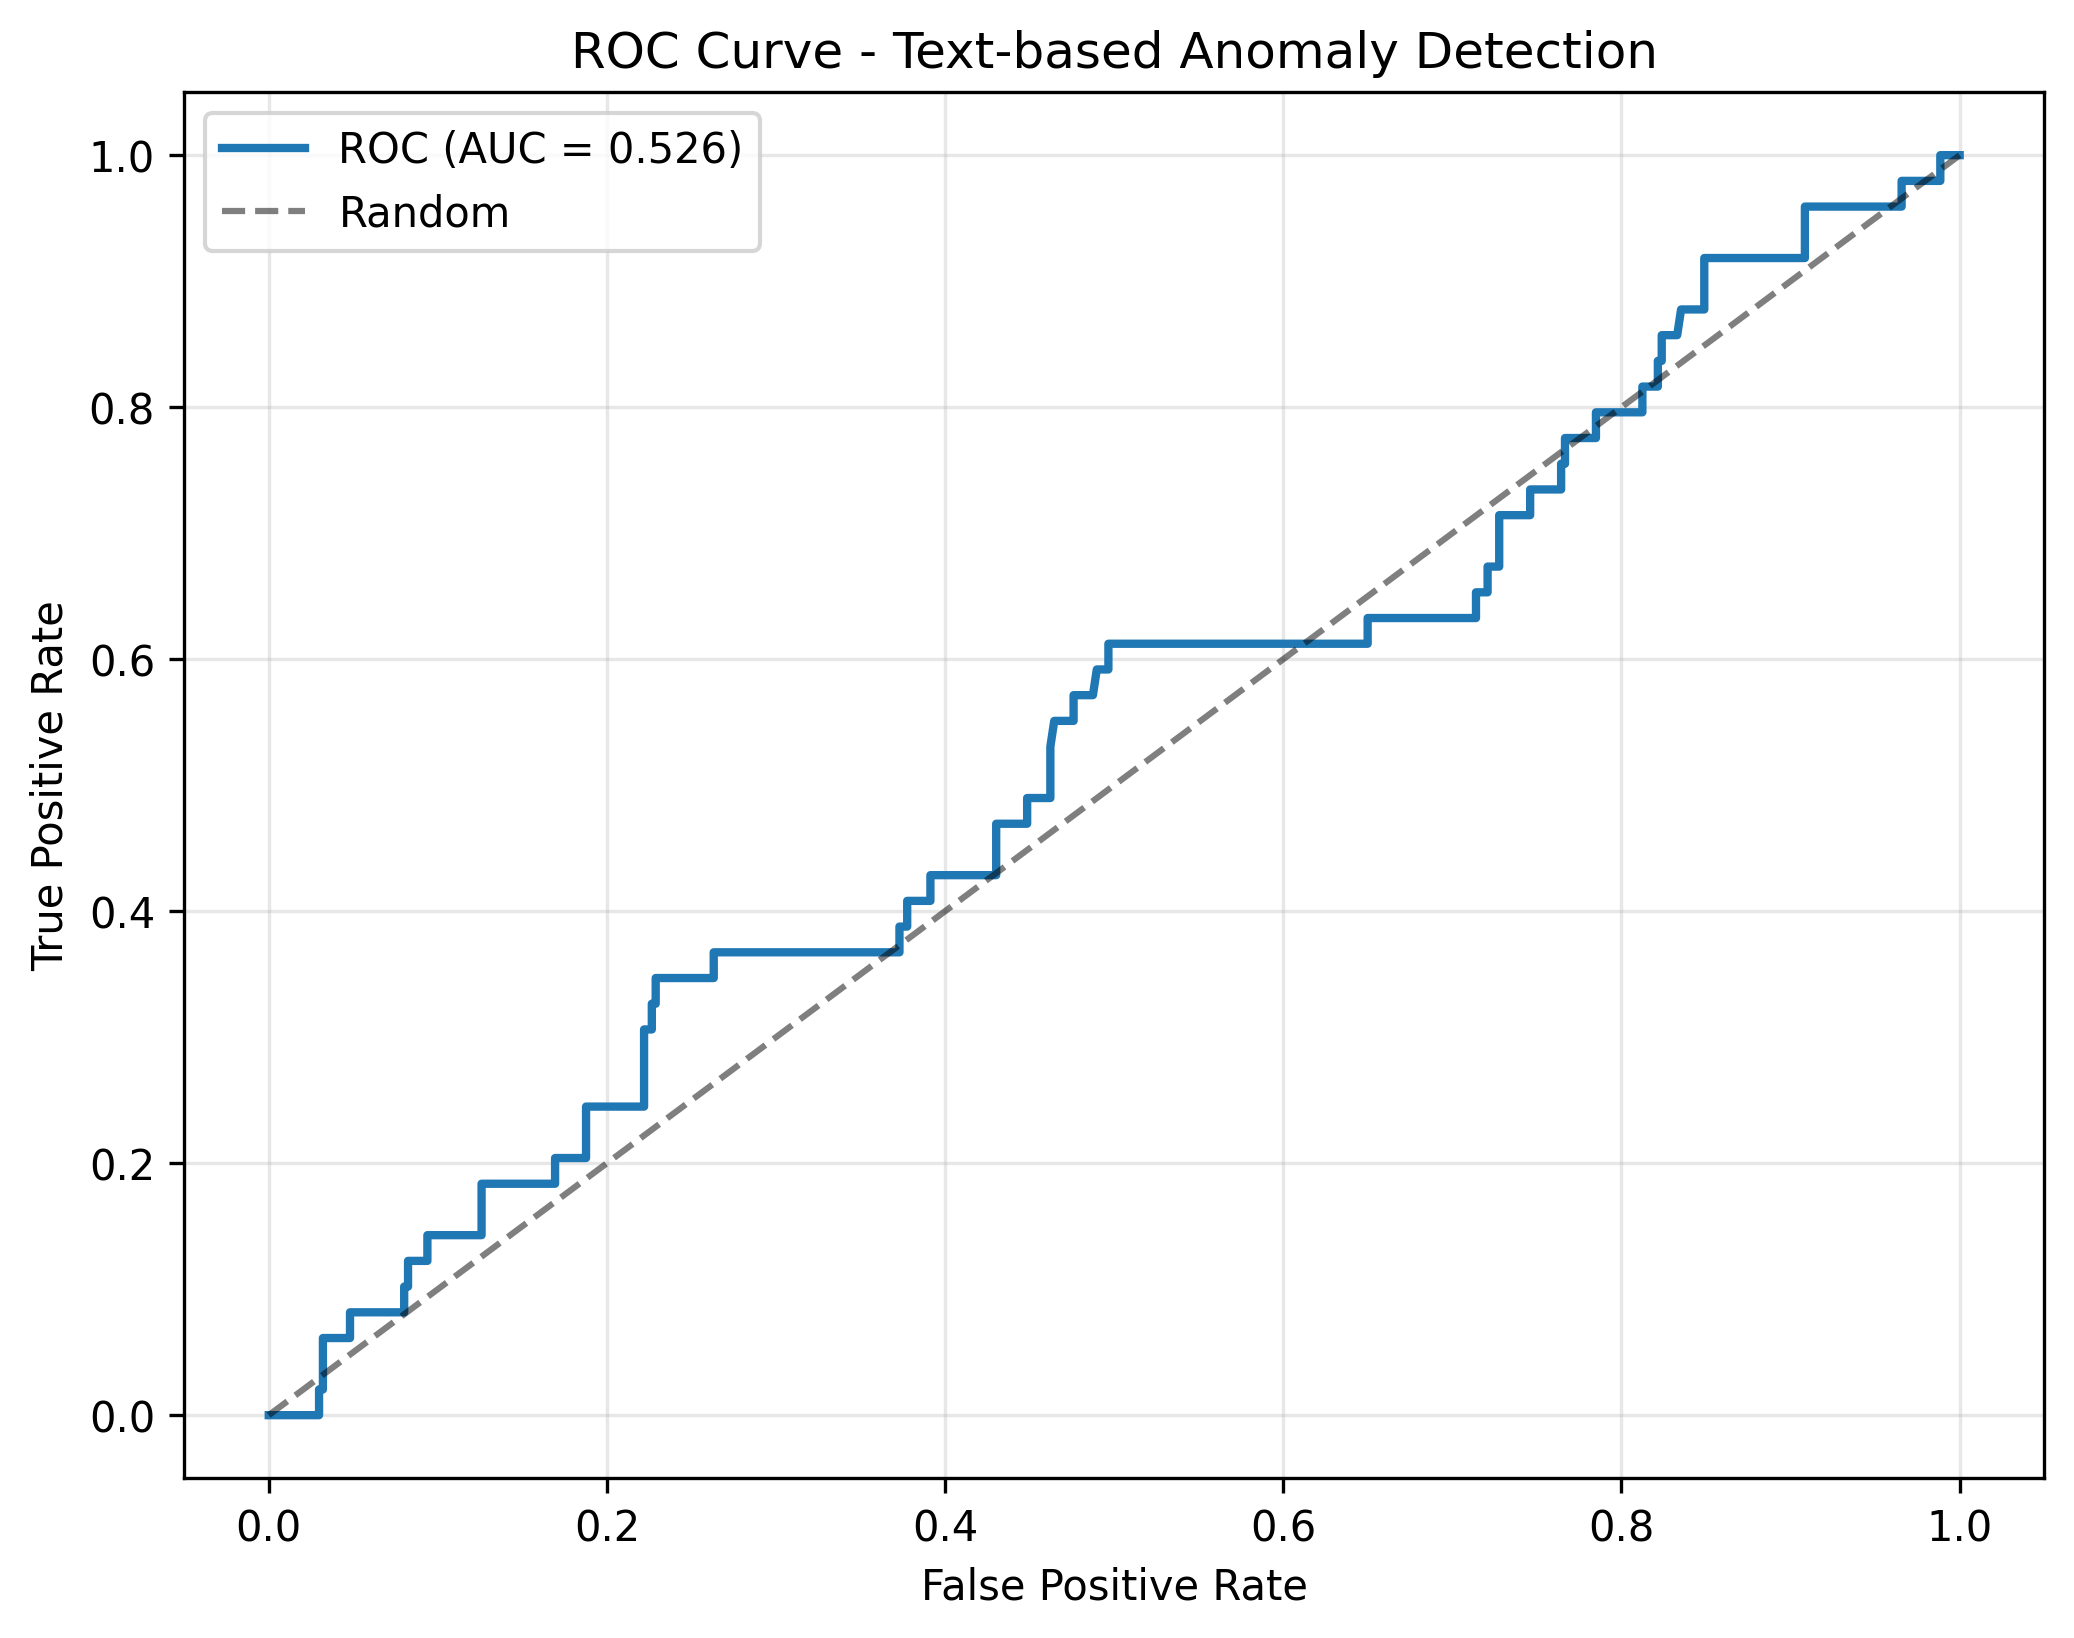 ROC Curve - Text-based Anomaly Detection
ROC (AUC = 0.526)
Random
1.0
0.8
0.6
0.4
0.2
0.0
True Positive Rate
0.0 0.2 0.4 0.6 0.8 1.0
False Positive Rate